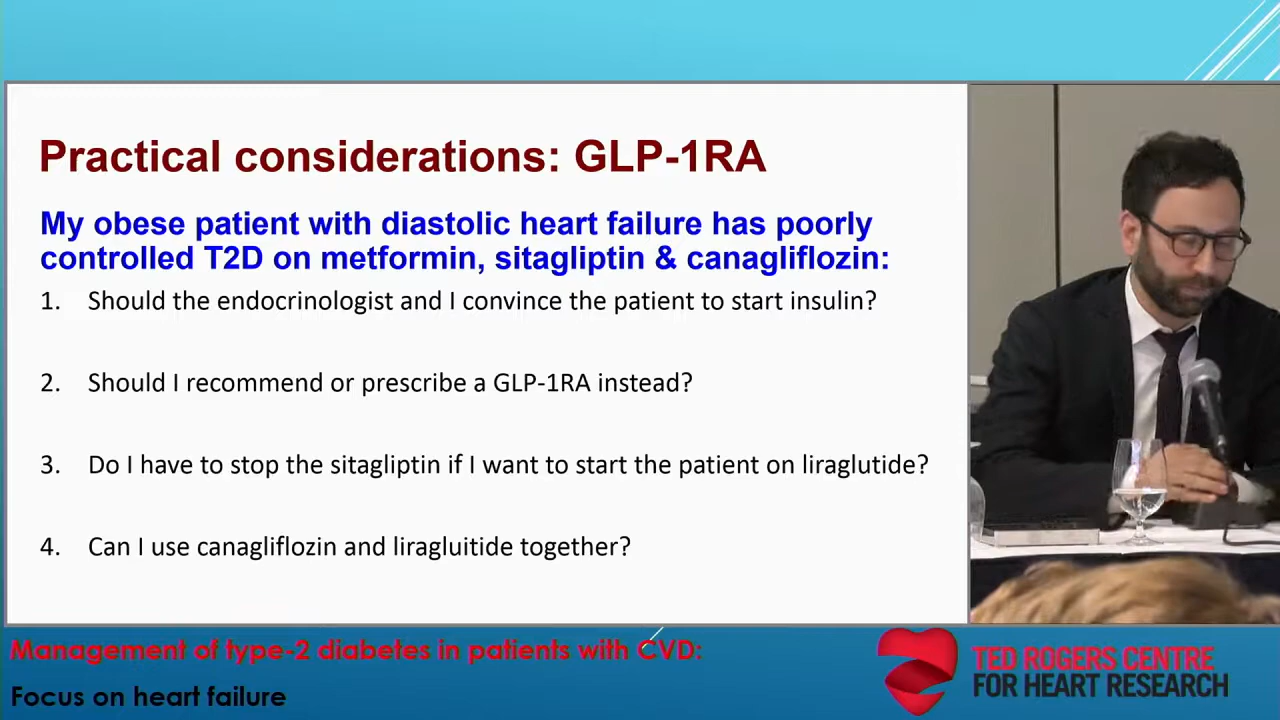 Practical considerations: GLP-1RA
My obese patient with diastolic heart failure has poorly
controlled T2D on metformin, sitagliptin & canagliflozin:
1. Should the endocrinologist and I convince the patient to start insulin?
2. Should I recommend or prescribe a GLP-1RA instead?
3. Do I have to stop the sitagliptin if I want to start the patient on liraglutide?
4. Can I use canagliflozin and liragluitide together?
Management of type-2 diabetes in patients with CVD:
Focus on heart failure
TED ROGERS CENTRE
FOR HEART RESEARCH